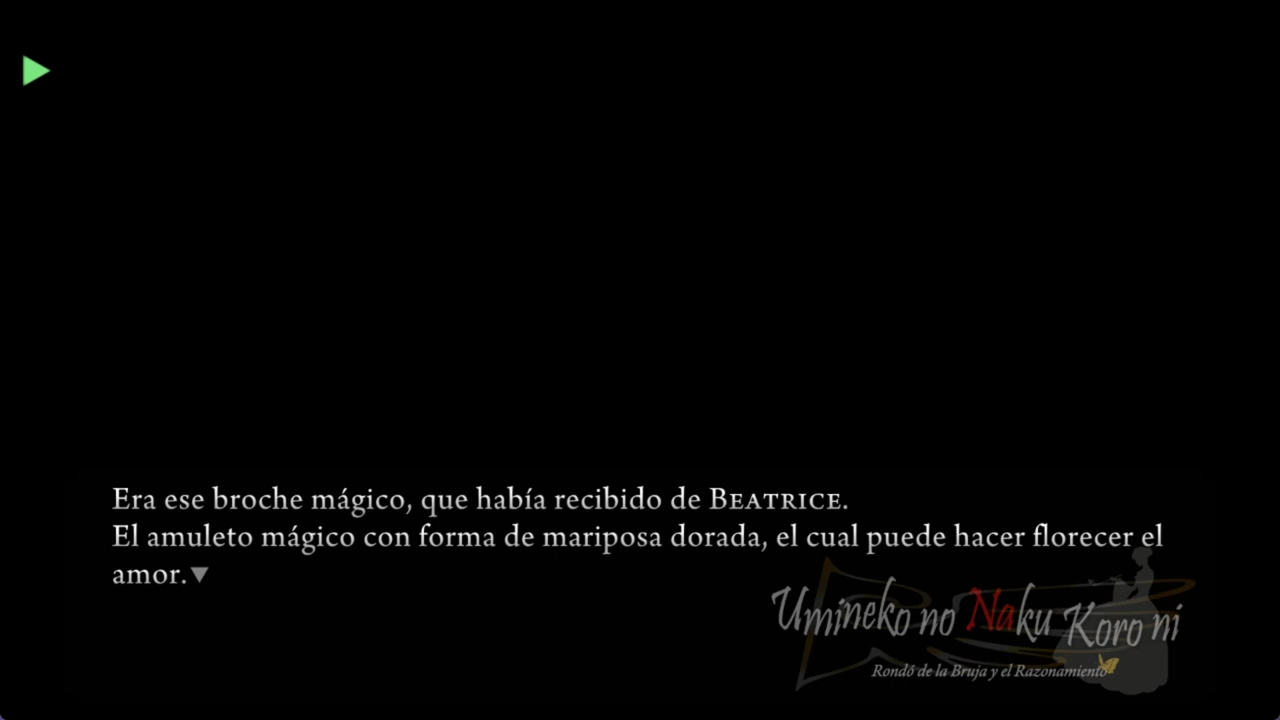 Era ese broche mágico, que había recibido de BEATRICE.
El amuleto mágico con forma de mariposa dorada, el cual puede hacer florecer el
amor.
Umineko no Naku Koro ni
Rondó de la Bruja y el Razonamiento